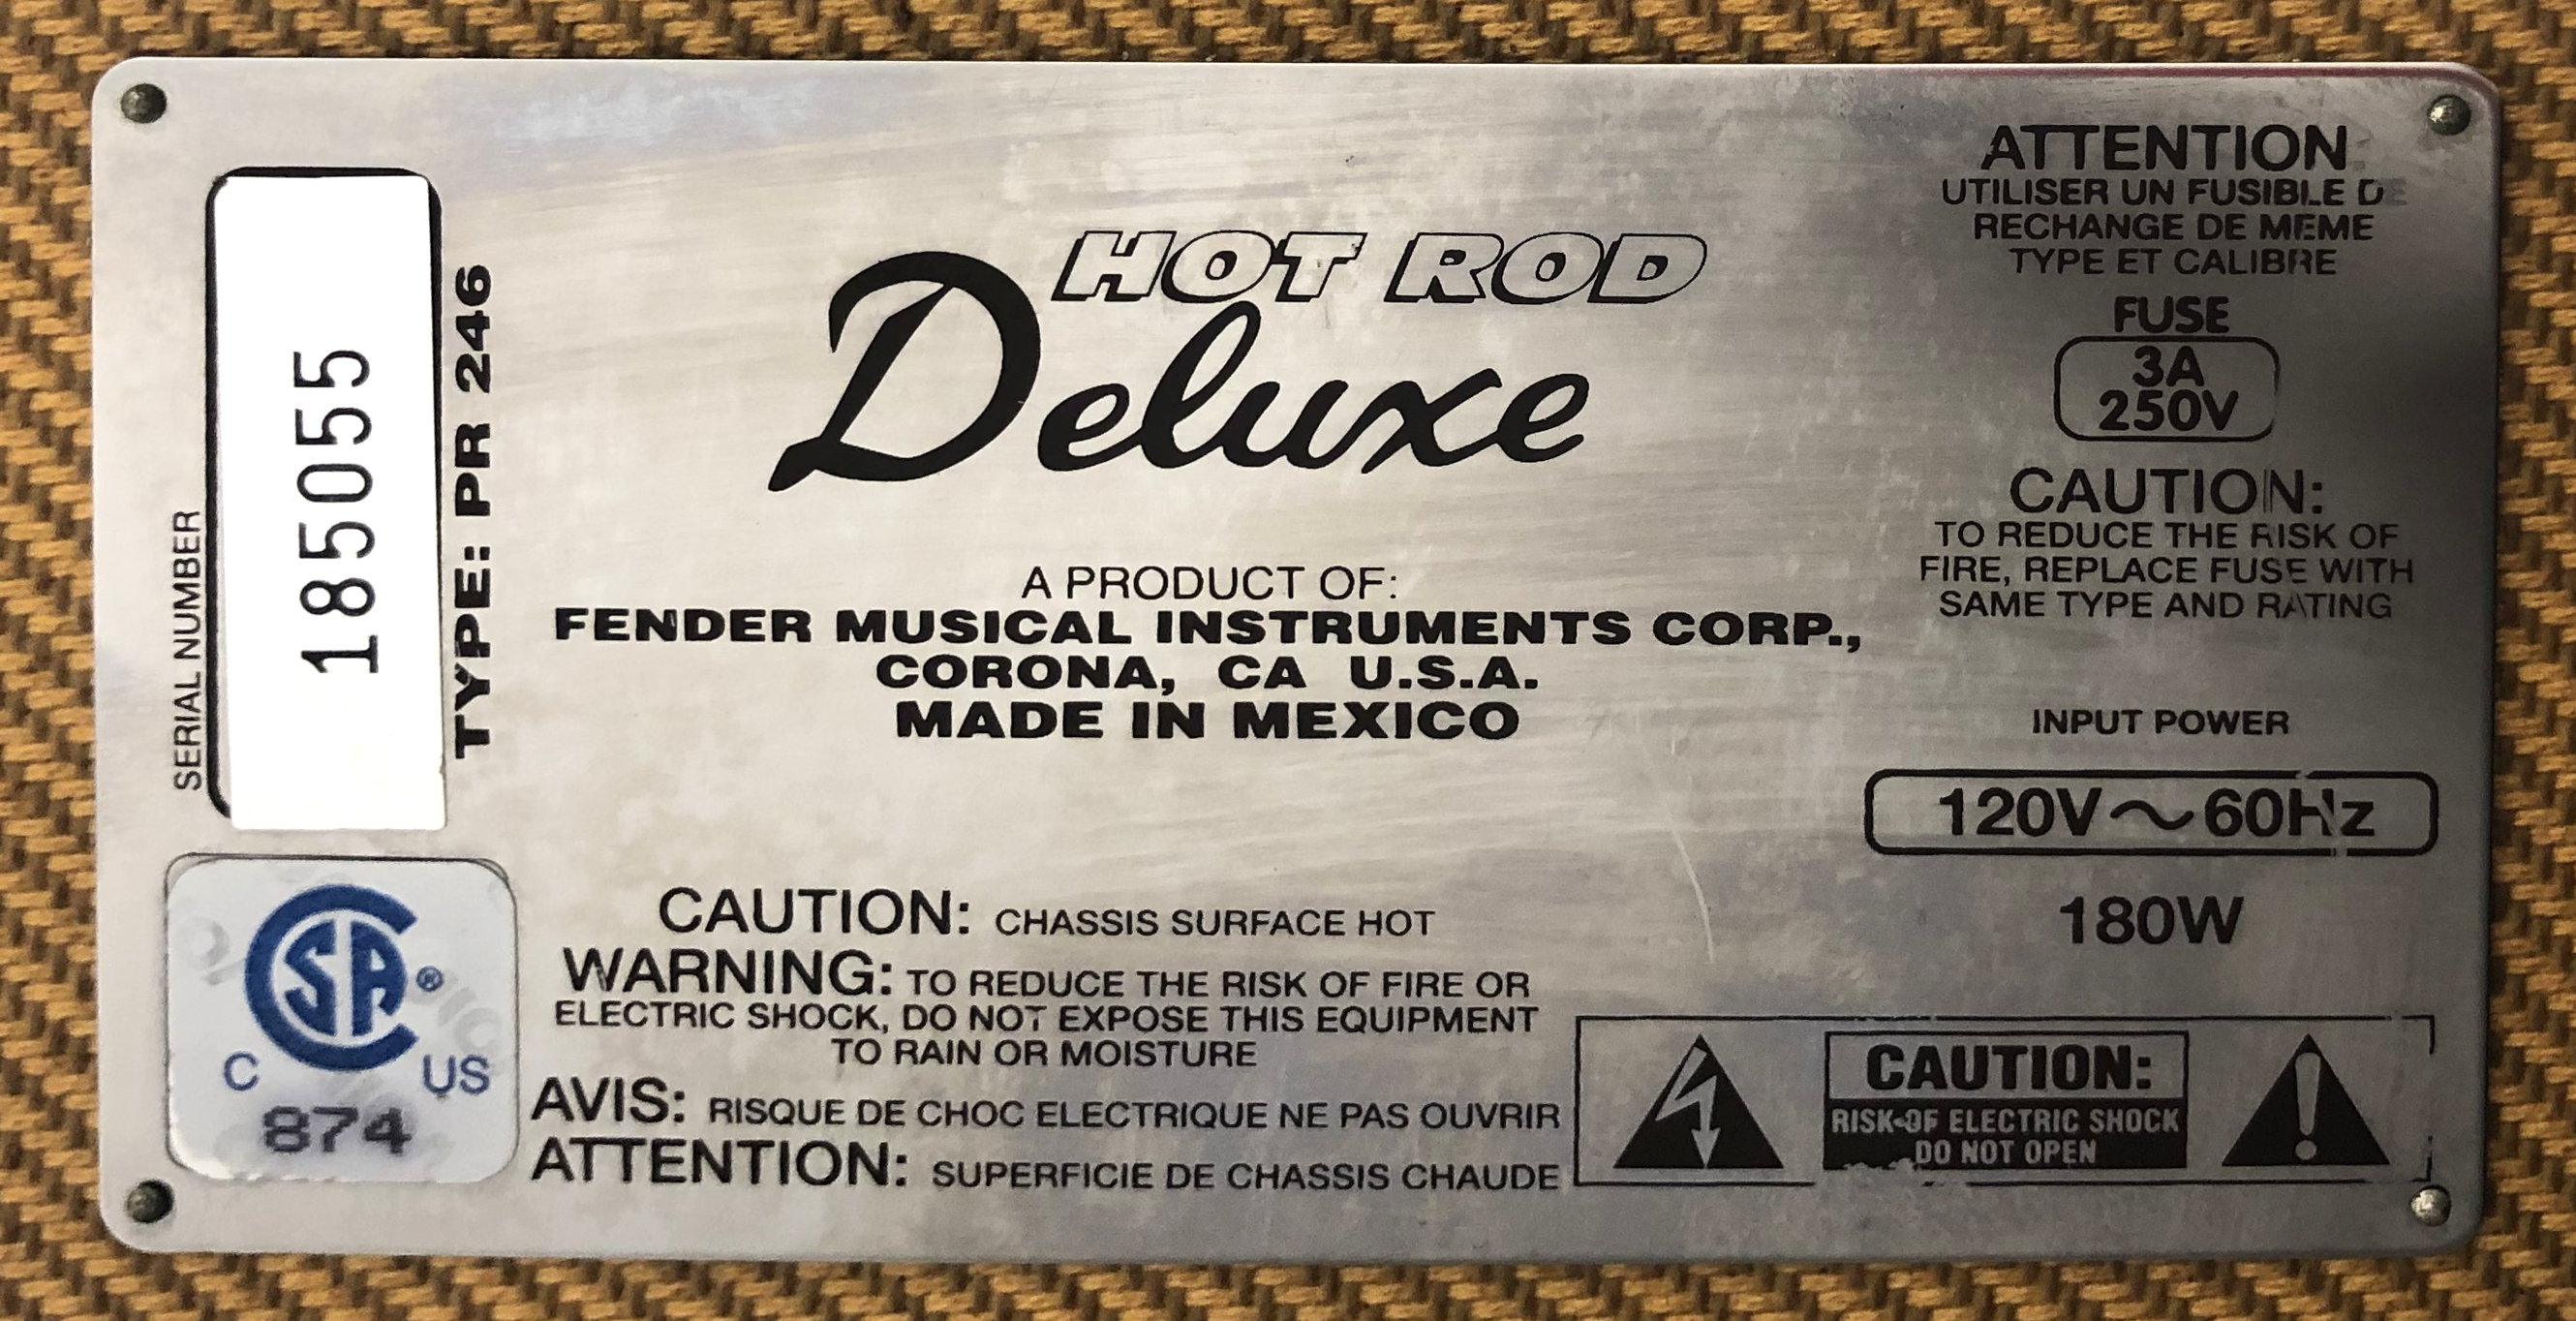 SERIAL NUMBER
185055
TYPE: PR 246
HOT ROD
Deluxe
A PRODUCT OF:
FENDER MUSICAL INSTRUMENTS CORP.,
CORONA, CA U.S.A.
MADE IN MEXICO
ATTENTION
UTILISER UN FUSIBLE DE
RECHANGE DE MEME
TYPE ET CALIBRE
FUSE
3A
250V
CAUTION:
TO REDUCE THE RISK OF
FIRE, REPLACE FUSE WITH
SAME TYPE AND RATING
INPUT POWER
120V~60Hz
180W
CSA®
C US
874
CAUTION: CHASSIS SURFACE HOT
WARNING: TO REDUCE THE RISK OF FIRE OR
ELECTRIC SHOCK, DO NOT EXPOSE THIS EQUIPMENT
TO RAIN OR MOISTURE
AVIS: RISQUE DE CHOC ELECTRIQUE NE PAS OUVRIR
ATTENTION: SUPERFICIE DE CHASSIS CHAUDE
CAUTION:
RISK OF ELECTRIC SHOCK
DO NOT OPEN